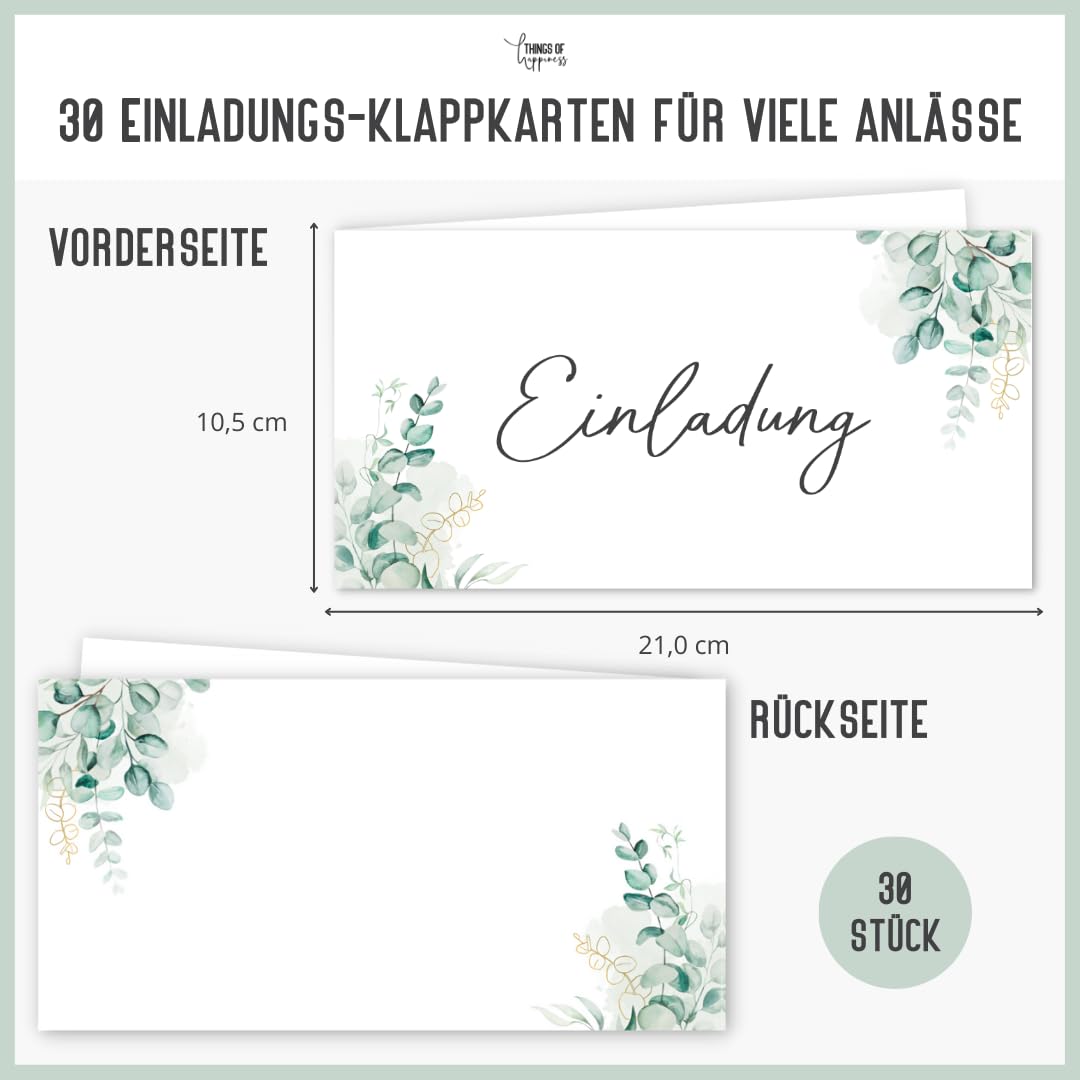 THINGS OF
happiness
30 EINLADUNGS-KLAPPKARTEN FÜR VIELE ANLÄSSE
VORDERSEITE
10,5 cm
Einladung
21,0 cm
RÜCKSEITE
30
STÜCK